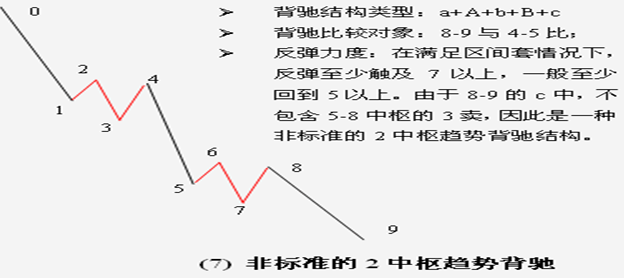 0
➤ 背驰结构类型：a+A+b+B+c
➤ 背驰比较对象：8-9 与 4-5 比；
➤ 反弹力度：在满足区间套情况下，
反弹至少触及 7 以上，一般至少
回到 5 以上。由于 8-9 的 c 中，不
包含 5-8 中枢的 3 卖，因此是一种
非标准的 2 中枢趋势背驰结构。
2
4
1
3
6
8
5
7
9
(7) 非标准的 2 中枢趋势背驰